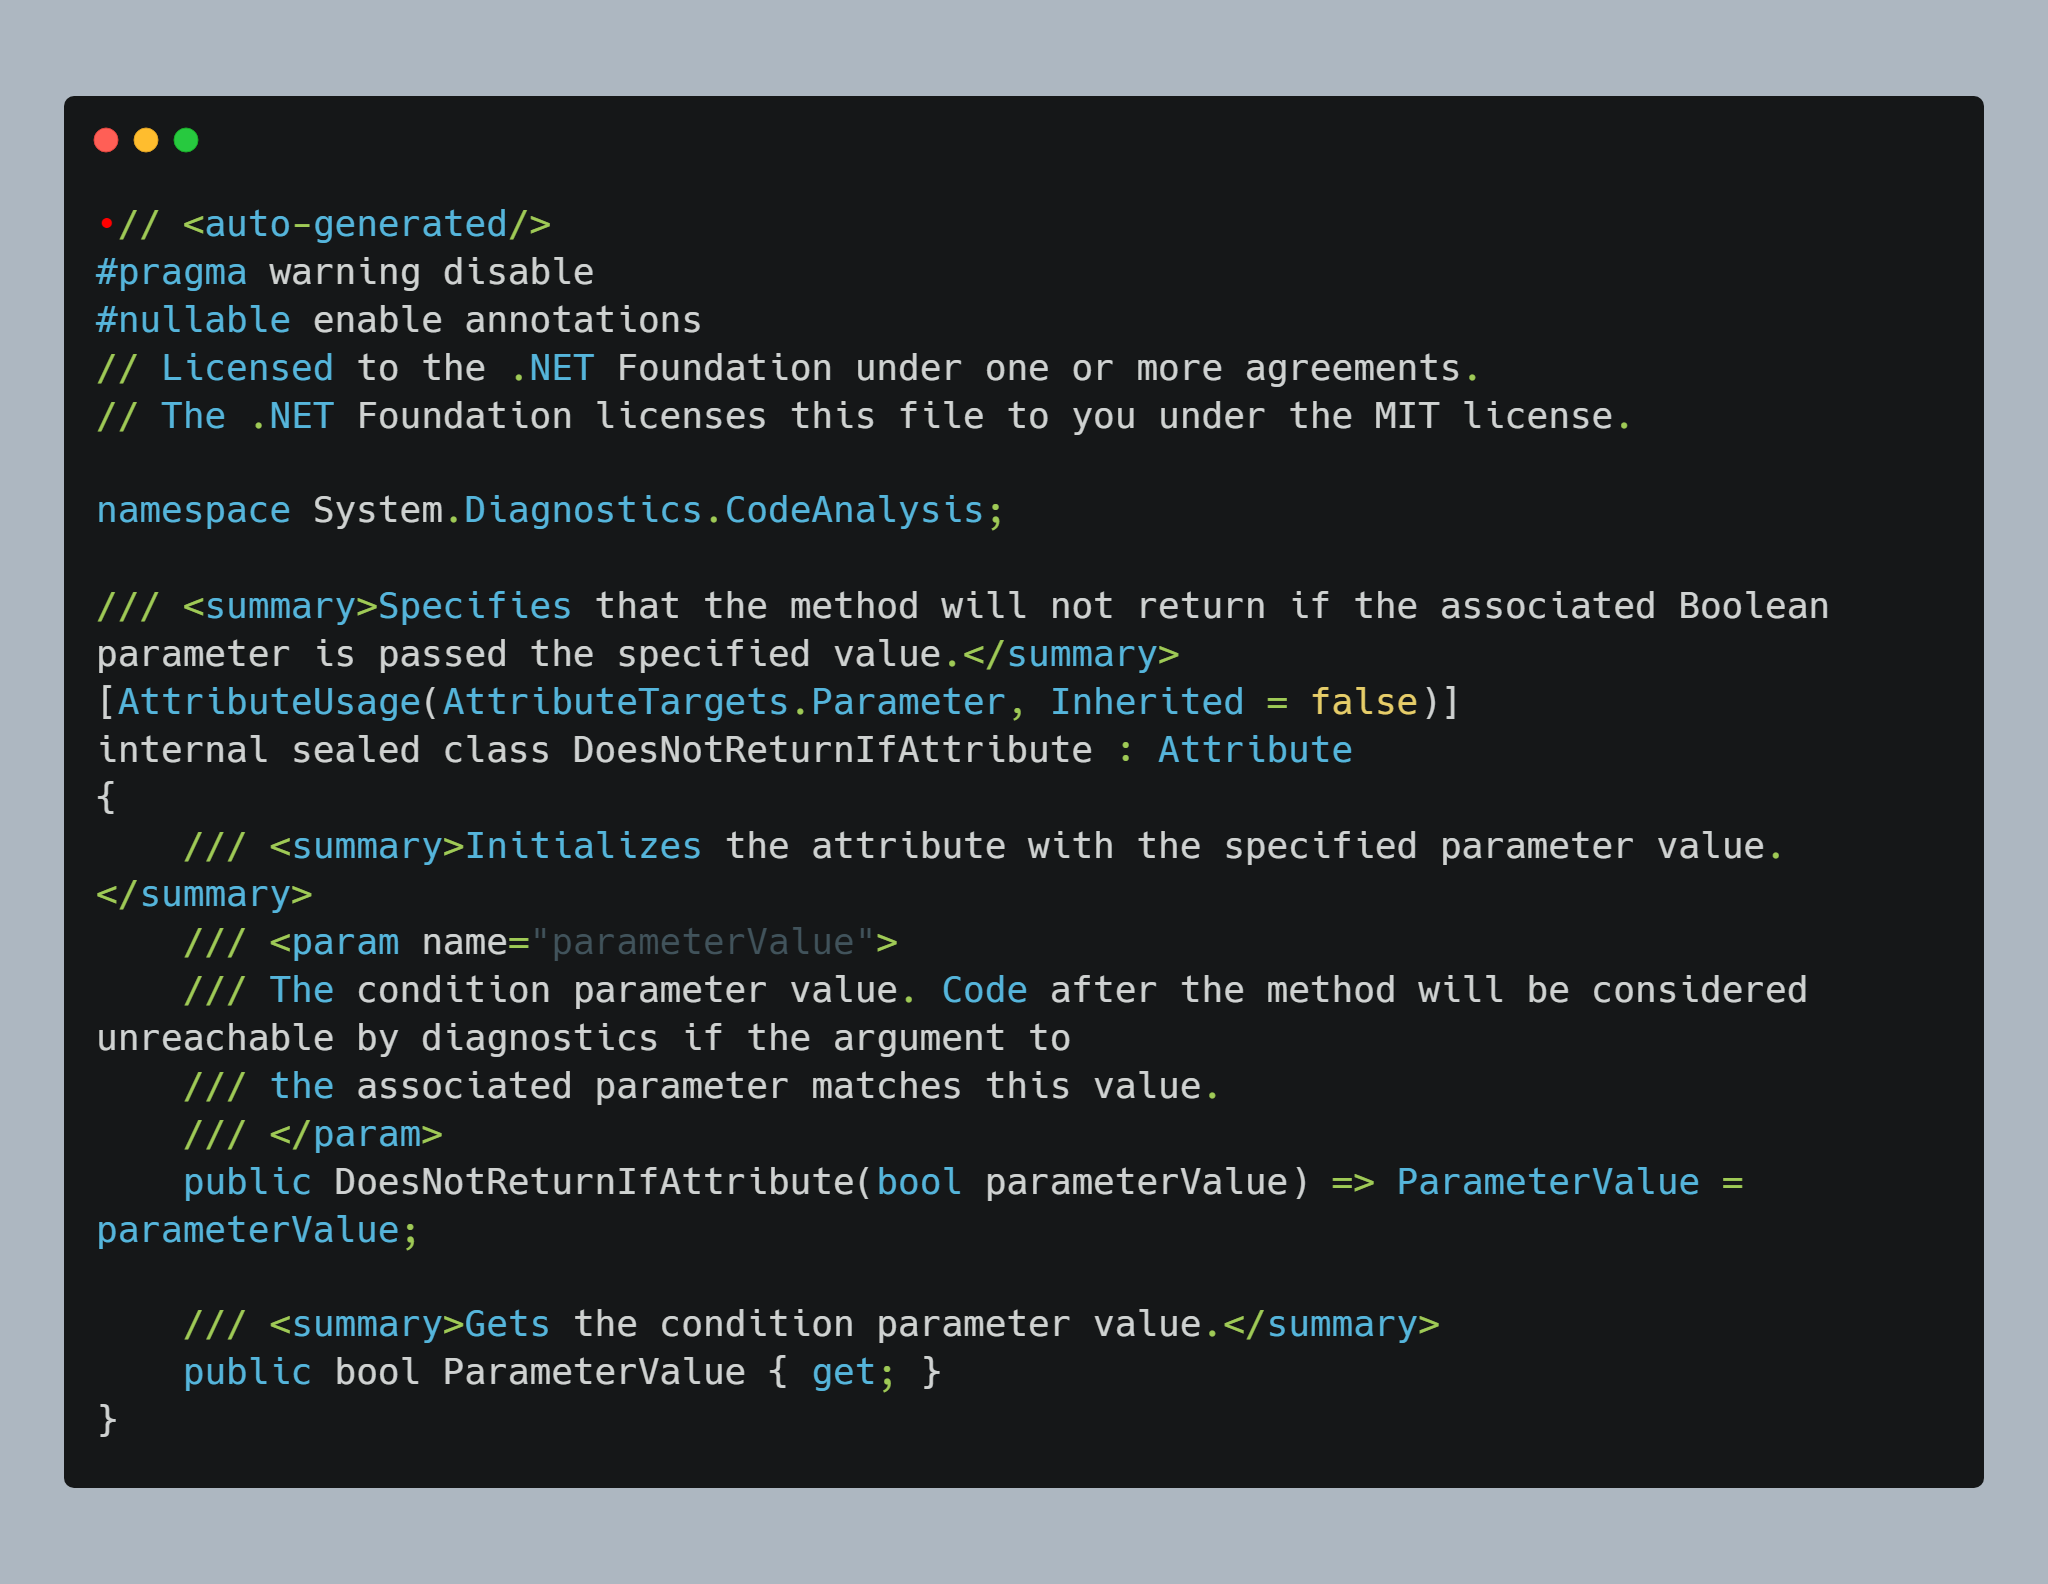 •// <auto-generated/>
#pragma warning disable
#nullable enable annotations
// Licensed to the .NET Foundation under one or more agreements.
// The .NET Foundation licenses this file to you under the MIT license.

namespace System.Diagnostics.CodeAnalysis;

/// <summary>Specifies that the method will not return if the associated Boolean
parameter is passed the specified value.</summary>
[AttributeUsage(AttributeTargets.Parameter, Inherited = false)]
internal sealed class DoesNotReturnIfAttribute : Attribute
{
    /// <summary>Initializes the attribute with the specified parameter value.
</summary>
    /// <param name="parameterValue">
    /// The condition parameter value. Code after the method will be considered
unreachable by diagnostics if the argument to
    /// the associated parameter matches this value.
    /// </param>
    public DoesNotReturnIfAttribute(bool parameterValue) => ParameterValue =
parameterValue;

    /// <summary>Gets the condition parameter value.</summary>
    public bool ParameterValue { get; }
}